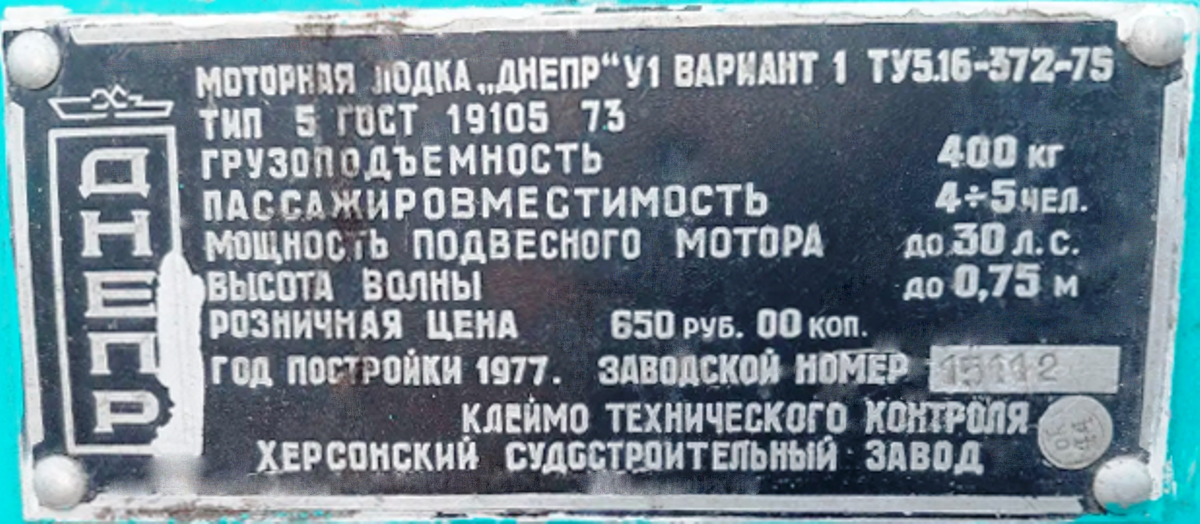 МОТОРНАЯ ЛОДКА „ДНЕПР“ У1 ВАРИАНТ 1 ТУ5.16-372-75
ТИП 5 ГОСТ 19105 73
ГРУЗОПОДЪЕМНОСТЬ 400 КГ
ПАССАЖИРОВМЕСТИМОСТЬ 4÷5 ЧЕЛ.
МОЩНОСТЬ ПОДВЕСНОГО МОТОРА ДО 30 Л.С.
ВЫСОТА ВОЛНЫ ДО 0,75 М
РОЗНИЧНАЯ ЦЕНА 650 РУБ. 00 КОП.
ГОД ПОСТРОЙКИ 1977. ЗАВОДСКОЙ НОМЕР 15112
КЛЕЙМО ТЕХНИЧЕСКОГО КОНТРОЛЯ
ХЕРСОНСКИЙ СУДОСТРОИТЕЛЬНЫЙ ЗАВОД
ДНЕПР